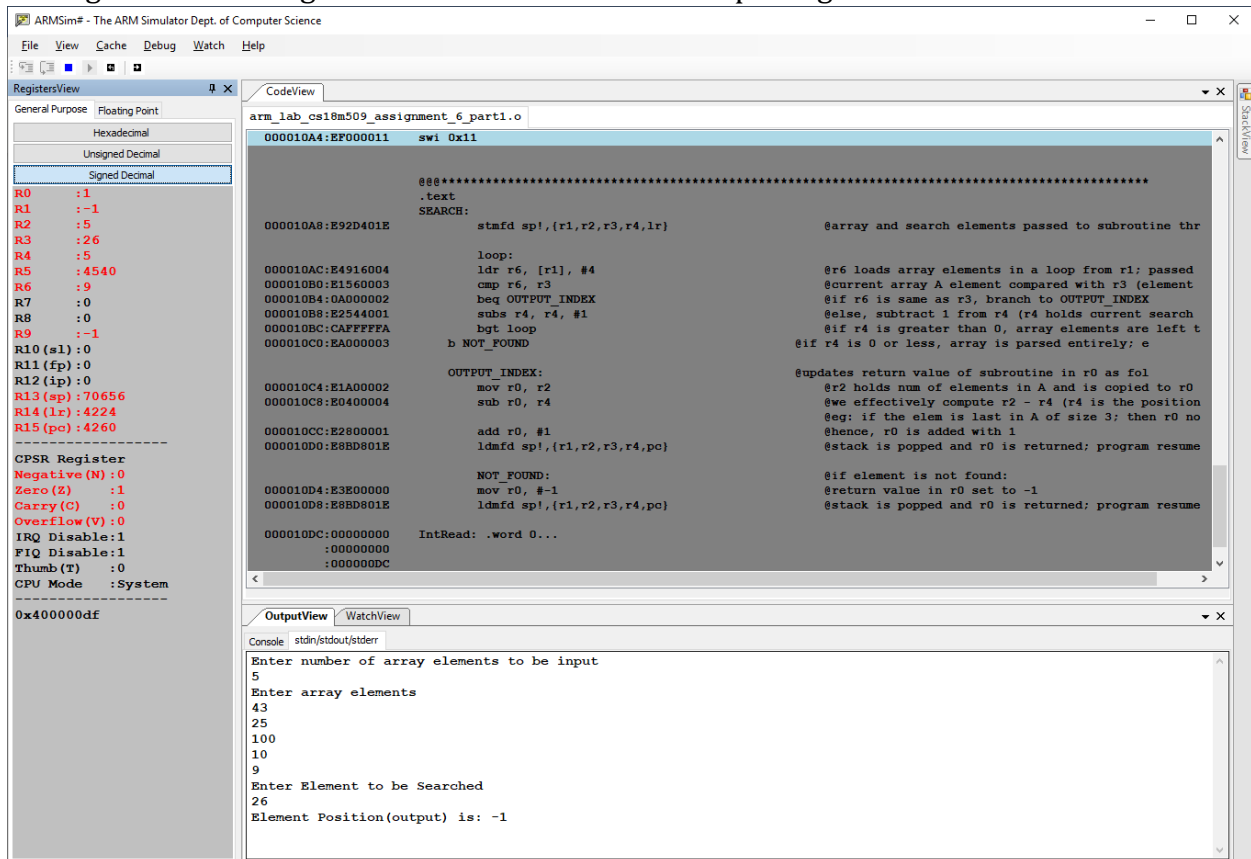 ARMSim# - The ARM Simulator Dept. of Computer Science
File View Cache Debug Watch Help
RegistersView
General Purpose Floating Point
Hexadecimal
Unsigned Decimal
Signed Decimal
R0 :1
R1 :-1
R2 :5
R3 :26
R4 :5
R5 :4540
R6 :9
R7 :0
R8 :0
R9 :-1
R10(sl):0
R11(fp):0
R12(ip):0
R13(sp):70656
R14(lr):4224
R15(pc):4260
------------------
CPSR Register
Negative(N):0
Zero(Z) :1
Carry(C) :0
Overflow(V):0
IRQ Disable:1
FIQ Disable:1
Thumb(T) :0
CPU Mode :System
------------------
0x400000df
CodeView
arm_lab_cs18m509_assignment_6_part1.o
000010A4:EF000011 swi 0x11
@@@************************************************************************************************
.text
SEARCH:
000010A8:E92D401E stmfd sp!,{r1,r2,r3,r4,lr} @array and search elements passed to subroutine thr
loop:
000010AC:E4916004 ldr r6, [r1], #4 @r6 loads array elements in a loop from r1; passed
000010B0:E1560003 cmp r6, r3 @current array A element compared with r3 (element
000010B4:0A000002 beq OUTPUT_INDEX @if r6 is same as r3, branch to OUTPUT_INDEX
000010B8:E2544001 subs r4, r4, #1 @else, subtract 1 from r4 (r4 holds current search
000010BC:CAFFFFFA bgt loop @if r4 is greater than 0, array elements are left t
000010C0:EA000003 b NOT_FOUND @if r4 is 0 or less, array is parsed entirely; e
OUTPUT_INDEX: @updates return value of subroutine in r0 as fol
000010C4:E1A00002 mov r0, r2 @r2 holds num of elements in A and is copied to r0
000010C8:E0400004 sub r0, r4 @we effectively compute r2 - r4 (r4 is the position
@eg: if the elem is last in A of size 3; then r0 no
000010CC:E2800001 add r0, #1 @hence, r0 is added with 1
000010D0:E8BD801E ldmfd sp!,{r1,r2,r3,r4,pc} @stack is popped and r0 is returned; program resume
NOT_FOUND: @if element is not found:
000010D4:E3E00000 mov r0, #-1 @return value in r0 set to -1
000010D8:E8BD801E ldmfd sp!,{r1,r2,r3,r4,pc} @stack is popped and r0 is returned; program resume
000010DC:00000000 IntRead: .word 0...
:00000000
:000000DC
StackView
OutputView WatchView
Console stdin/stdout/stderr
Enter number of array elements to be input
5
Enter array elements
43
25
100
10
9
Enter Element to be Searched
26
Element Position(output) is: -1